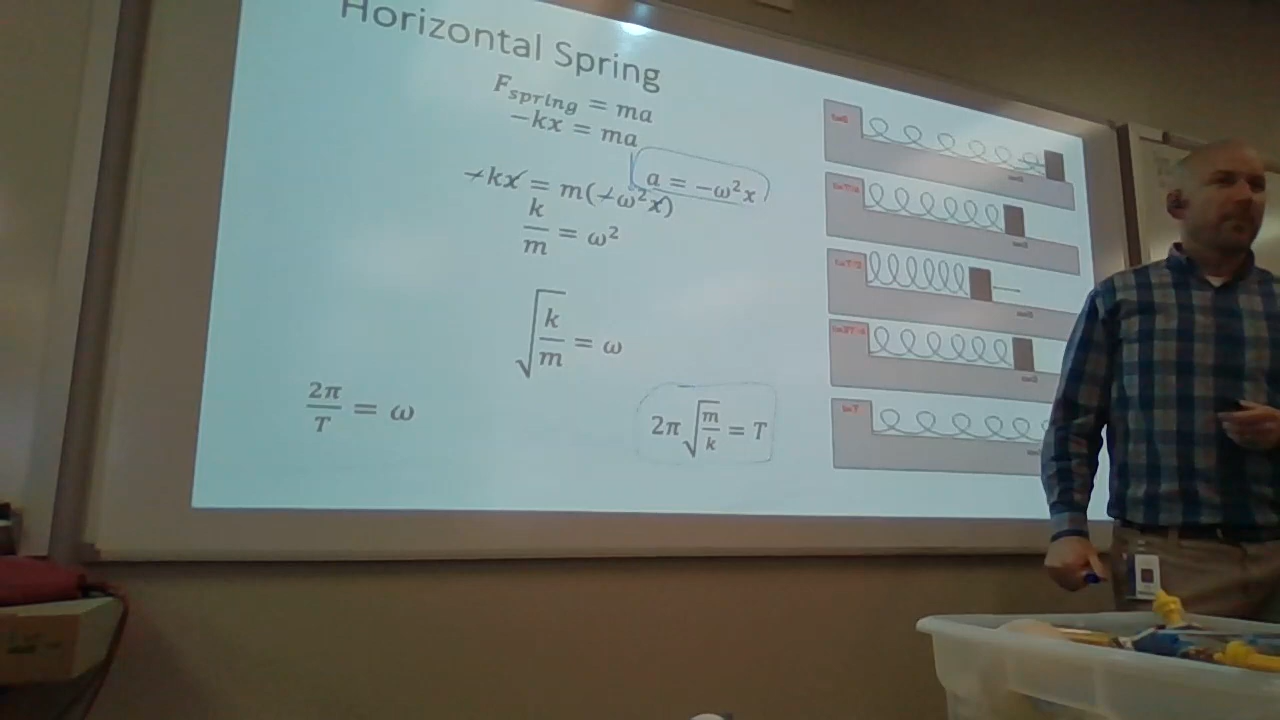 Horizontal Spring
F_spring = ma
−kx = ma
a = −ω²x
−kx = m(−ω²x)
k/m = ω²
√(k/m) = ω
2π/T = ω
2π√(m/k) = T
t=T